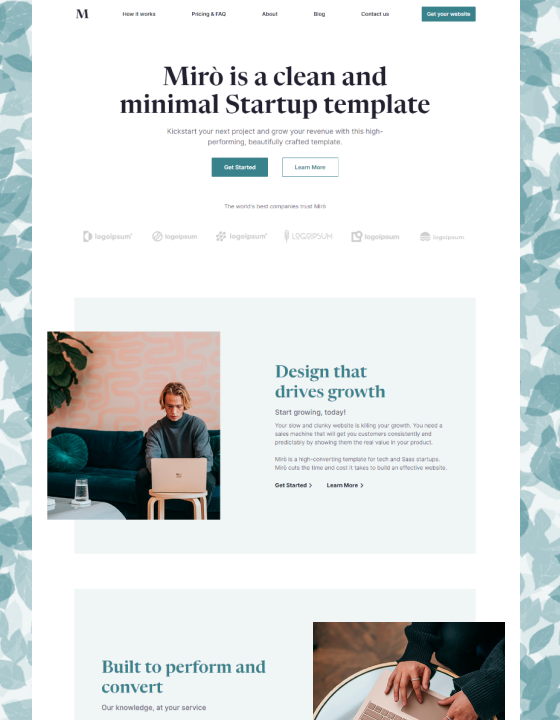 M
How it works
Pricing & FAQ
About
Blog
Contact us
Get your website
Mirò is a clean and
minimal Startup template
Kickstart your next project and grow your revenue with this high-
performing, beautifully crafted template.
Get Started
Learn More
The world's best companies trust Mirò
logoipsum®
logoipsum
logoipsum®
LOGOIPSUM
logoipsum
logoipsum
Design that
drives growth
Start growing, today!
Your slow and clunky website is killing your growth. You need a
sales machine that will get you customers consistently and
predictably by showing them the real value in your product.
Mirò is a high-converting template for tech and Saas startups.
Mirò cuts the time and cost it takes to build an effective website.
Get Started >
Learn More >
Built to perform and
convert
Our knowledge, at your service